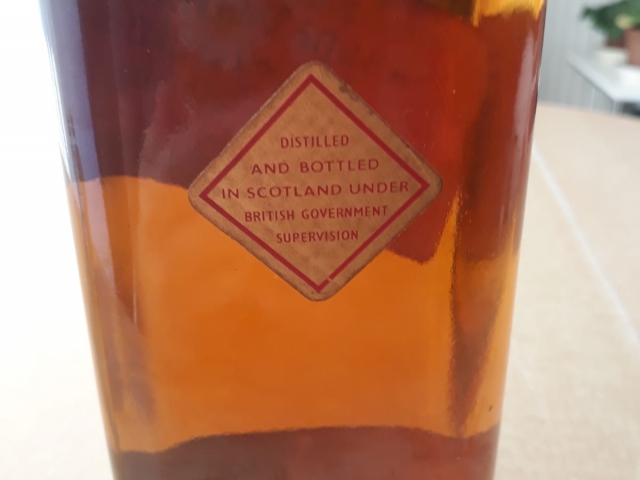 DISTILLED
AND BOTTLED
IN SCOTLAND UNDER
BRITISH GOVERNMENT
SUPERVISION